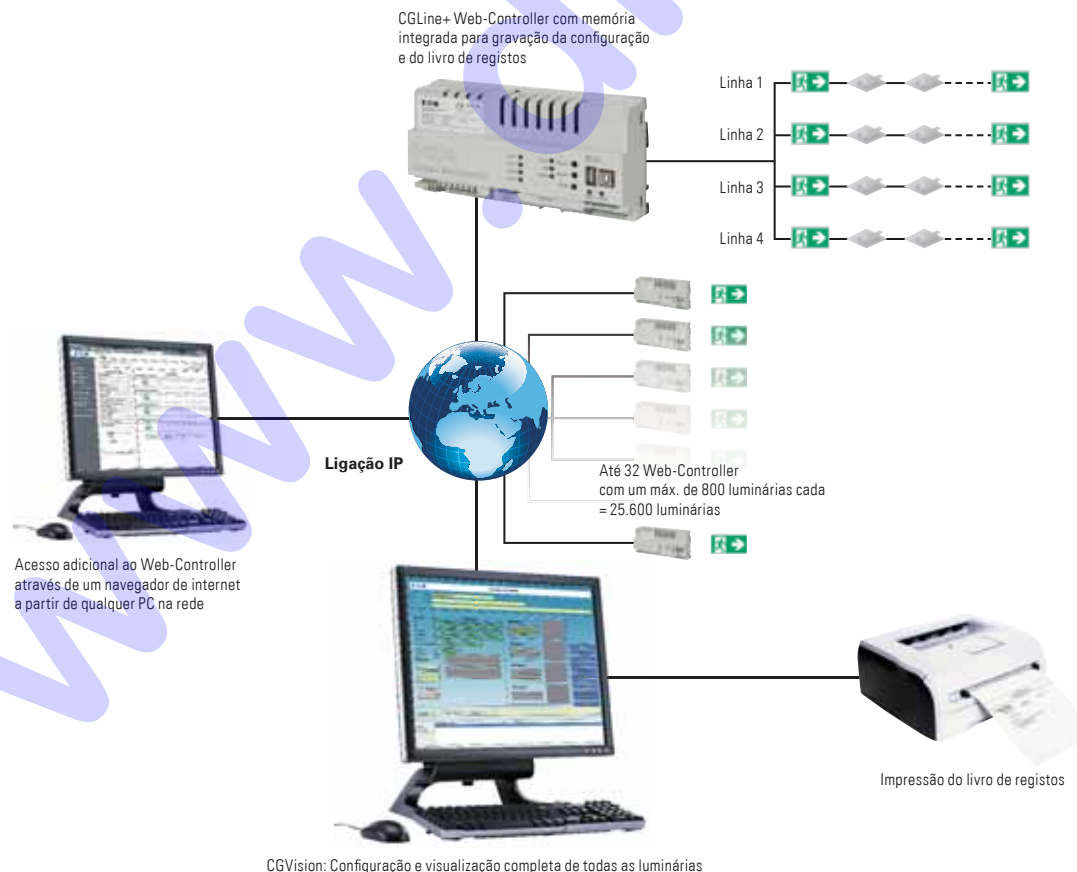 CGLine+ Web-Controller com memória
integrada para gravação da configuração
e do livro de registos
Linha 1
Linha 2
Linha 3
Linha 4
Ligação IP
Até 32 Web-Controller
com um máx. de 800 luminárias cada
= 25.600 luminárias
Acesso adicional ao Web-Controller
através de um navegador de internet
a partir de qualquer PC na rede
Impressão do livro de registos
CGVision: Configuração e visualização completa de todas as luminárias
www.